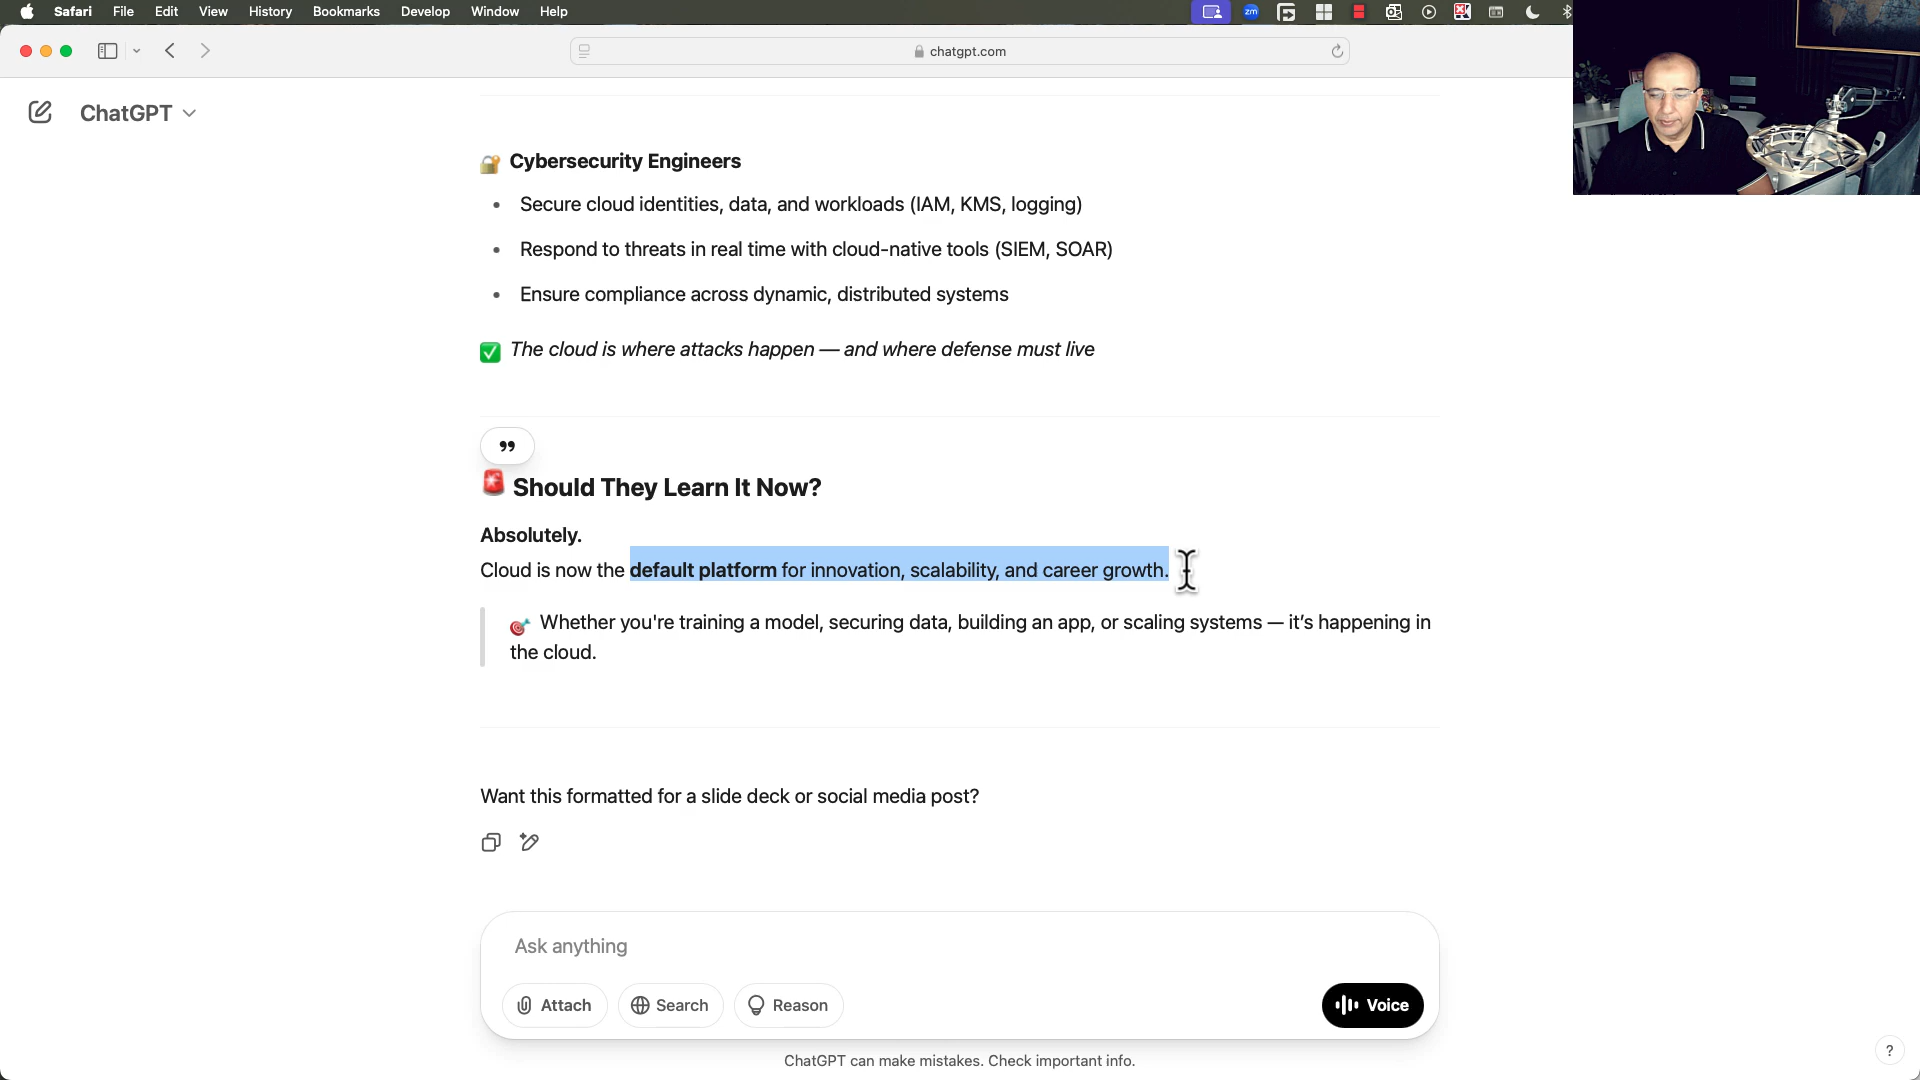 Safari File Edit View History Bookmarks Develop Window Help
zm
chatgpt.com
ChatGPT
🔐 Cybersecurity Engineers
• Secure cloud identities, data, and workloads (IAM, KMS, logging)
• Respond to threats in real time with cloud-native tools (SIEM, SOAR)
• Ensure compliance across dynamic, distributed systems
✅ The cloud is where attacks happen — and where defense must live
🚨 Should They Learn It Now?
Absolutely.
Cloud is now the default platform for innovation, scalability, and career growth.
🎯 Whether you're training a model, securing data, building an app, or scaling systems — it’s happening in
the cloud.
Want this formatted for a slide deck or social media post?
Ask anything
Attach Search Reason Voice
ChatGPT can make mistakes. Check important info.
?